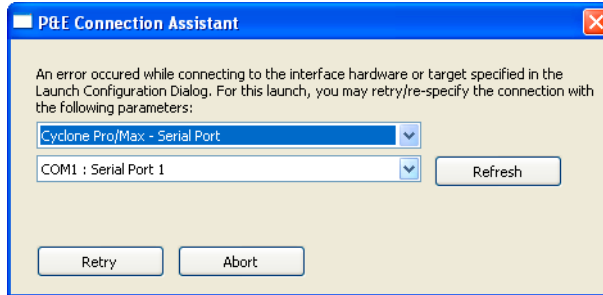 P&E Connection Assistant
An error occured while connecting to the interface hardware or target specified in the
Launch Configuration Dialog. For this launch, you may retry/re-specify the connection with
the following parameters:
Cyclone Pro/Max - Serial Port
COM1 : Serial Port 1
Refresh
Retry
Abort